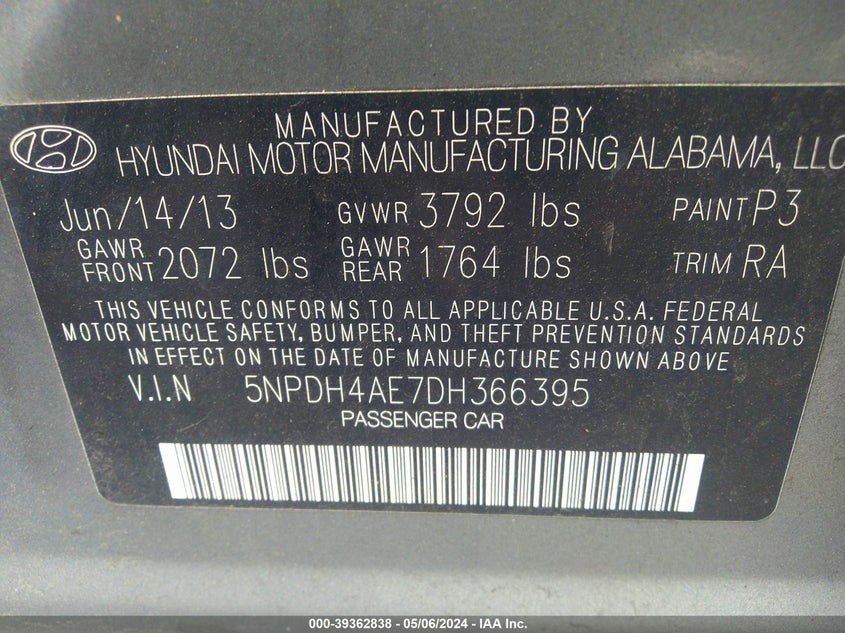 MANUFACTURED BY
HYUNDAI MOTOR MANUFACTURING ALABAMA, LLC
Jun/14/13 GVWR 3792 lbs PAINT P3
GAWR FRONT 2072 lbs GAWR REAR 1764 lbs TRIM RA
THIS VEHICLE CONFORMS TO ALL APPLICABLE U.S.A. FEDERAL
MOTOR VEHICLE SAFETY, BUMPER, AND THEFT PREVENTION STANDARDS
IN EFFECT ON THE DATE OF MANUFACTURE SHOWN ABOVE
V.I.N 5NPDH4AE7DH366395
PASSENGER CAR
000-39362838 - 05/06/2024 - IAA Inc.